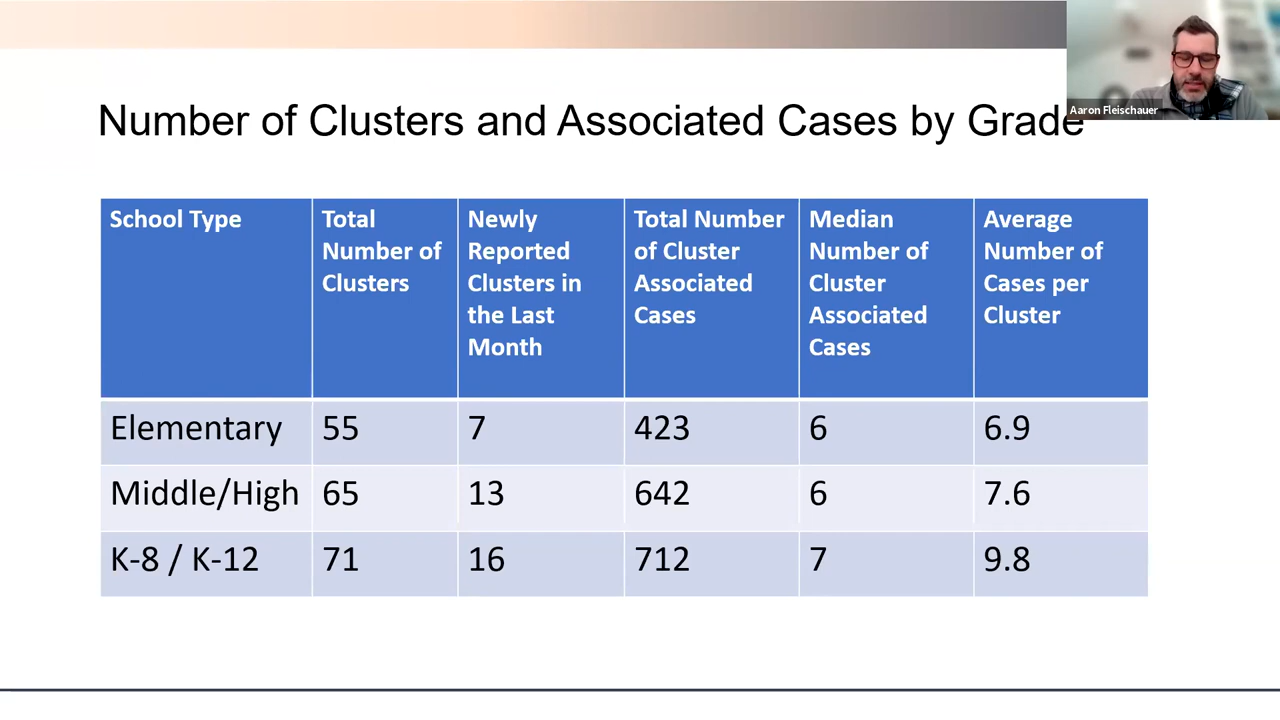 Aaron Fleischauer
Number of Clusters and Associated Cases by Grade
School Type
Total
Number of
Clusters
Newly
Reported
Clusters in
the Last
Month
Total Number
of Cluster
Associated
Cases
Median
Number of
Cluster
Associated
Cases
Average
Number of
Cases per
Cluster
Elementary 55 7 423 6 6.9
Middle/High 65 13 642 6 7.6
K-8 / K-12 71 16 712 7 9.8